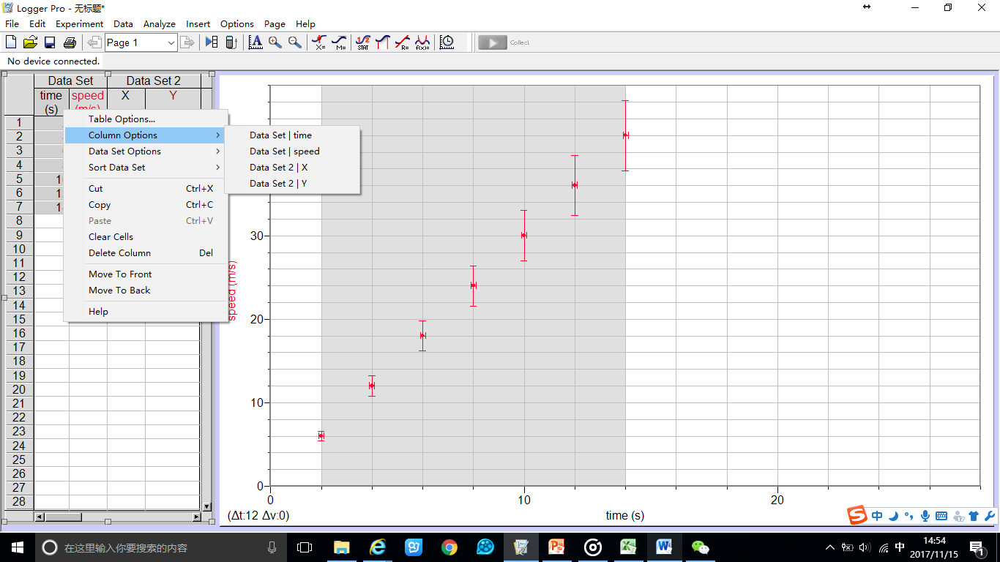 Logger Pro - 无标题*
File Edit Experiment Data Analyze Insert Options Page Help
Page 1
X= M= STAT R= f(x)= Collect
No device connected.
Data Set Data Set 2
time speed X Y
(s) (m/s)
1
2
3
4
5
6
7
8
9
10
11
12
13
14
15
16
17
18
19
20
21
22
23
24
25
26
27
28
Table Options...
Column Options
Data Set Options
Sort Data Set
Cut Ctrl+X
Copy Ctrl+C
Paste Ctrl+V
Clear Cells
Delete Column Del
Move To Front
Move To Back
Help
Data Set | time
Data Set | speed
Data Set 2 | X
Data Set 2 | Y
speed (m/s)
30
20
10
0
0 10 20
(Δt:12 Δv:0) time (s)
中
在这里输入你要搜索的内容
中
14:54
2017/11/15
1